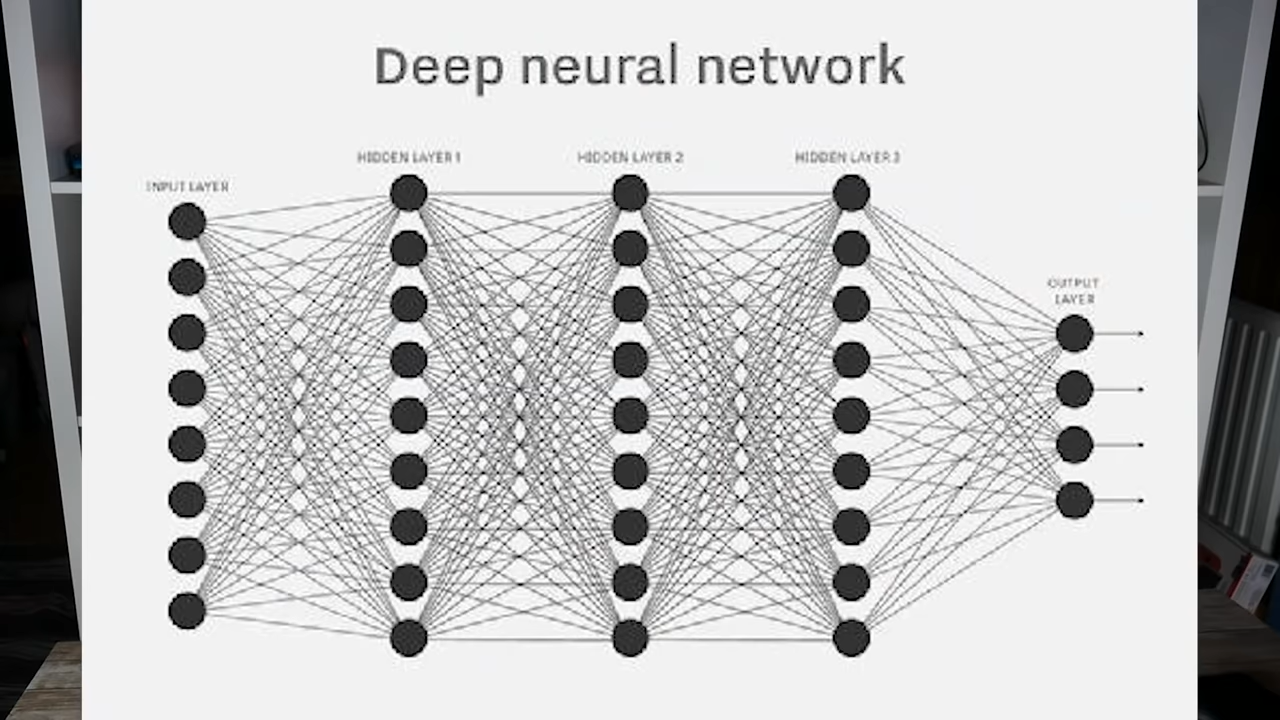 Deep neural network
HIDDEN LAYER 1
HIDDEN LAYER 2
HIDDEN LAYER 3
INPUT LAYER
OUTPUT
LAYER